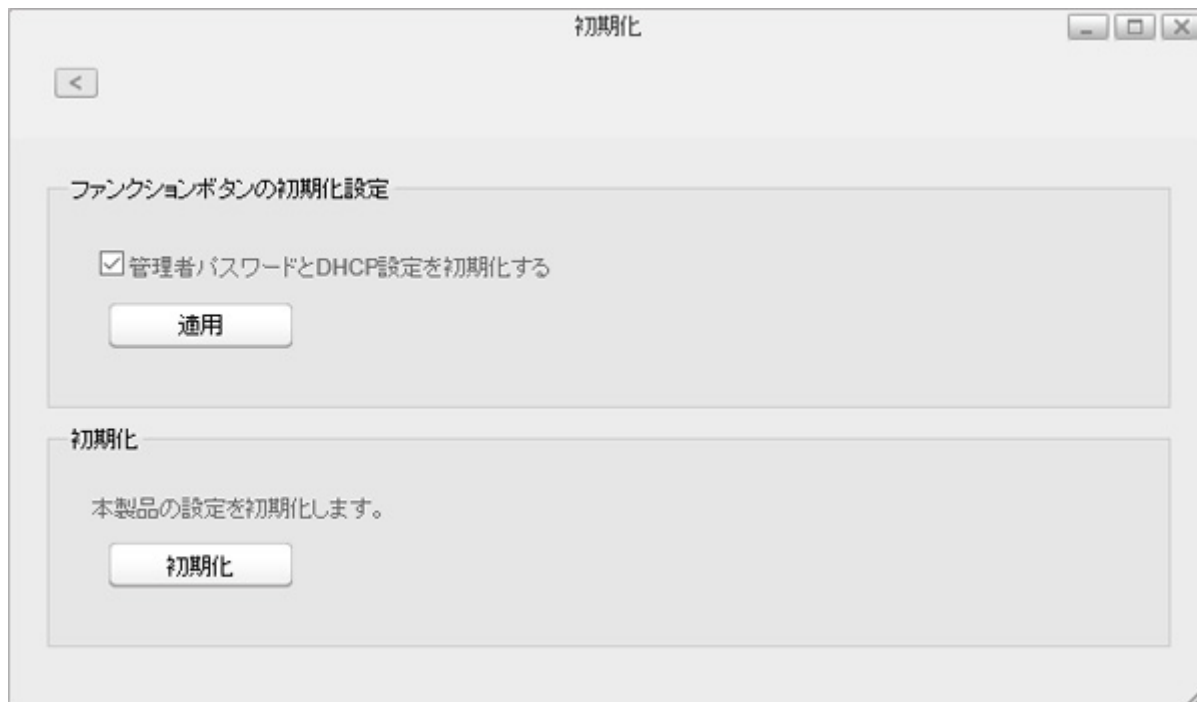 初期化
<
ファンクションボタンの初期化設定
管理者パスワードとDHCP設定を初期化する
適用
初期化
本製品の設定を初期化します。
初期化